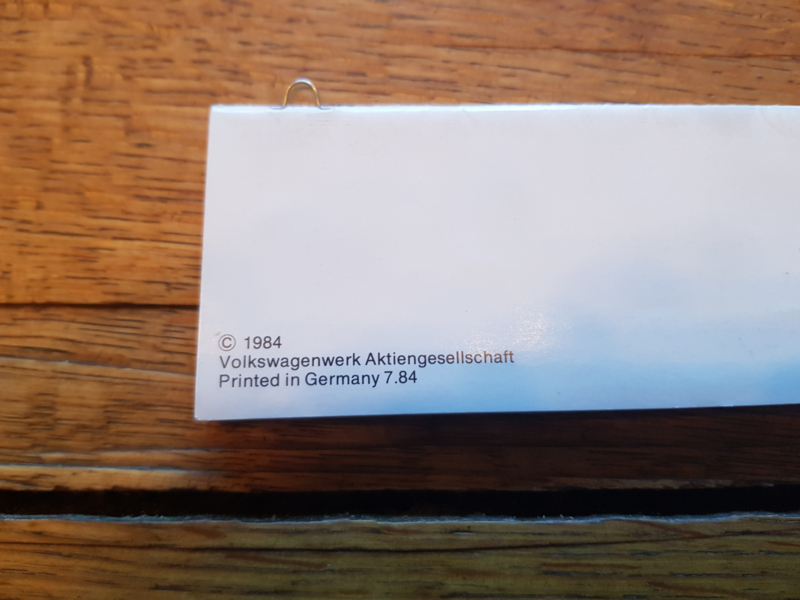 © 1984
Volkswagenwerk Aktiengesellschaft
Printed in Germany 7.84